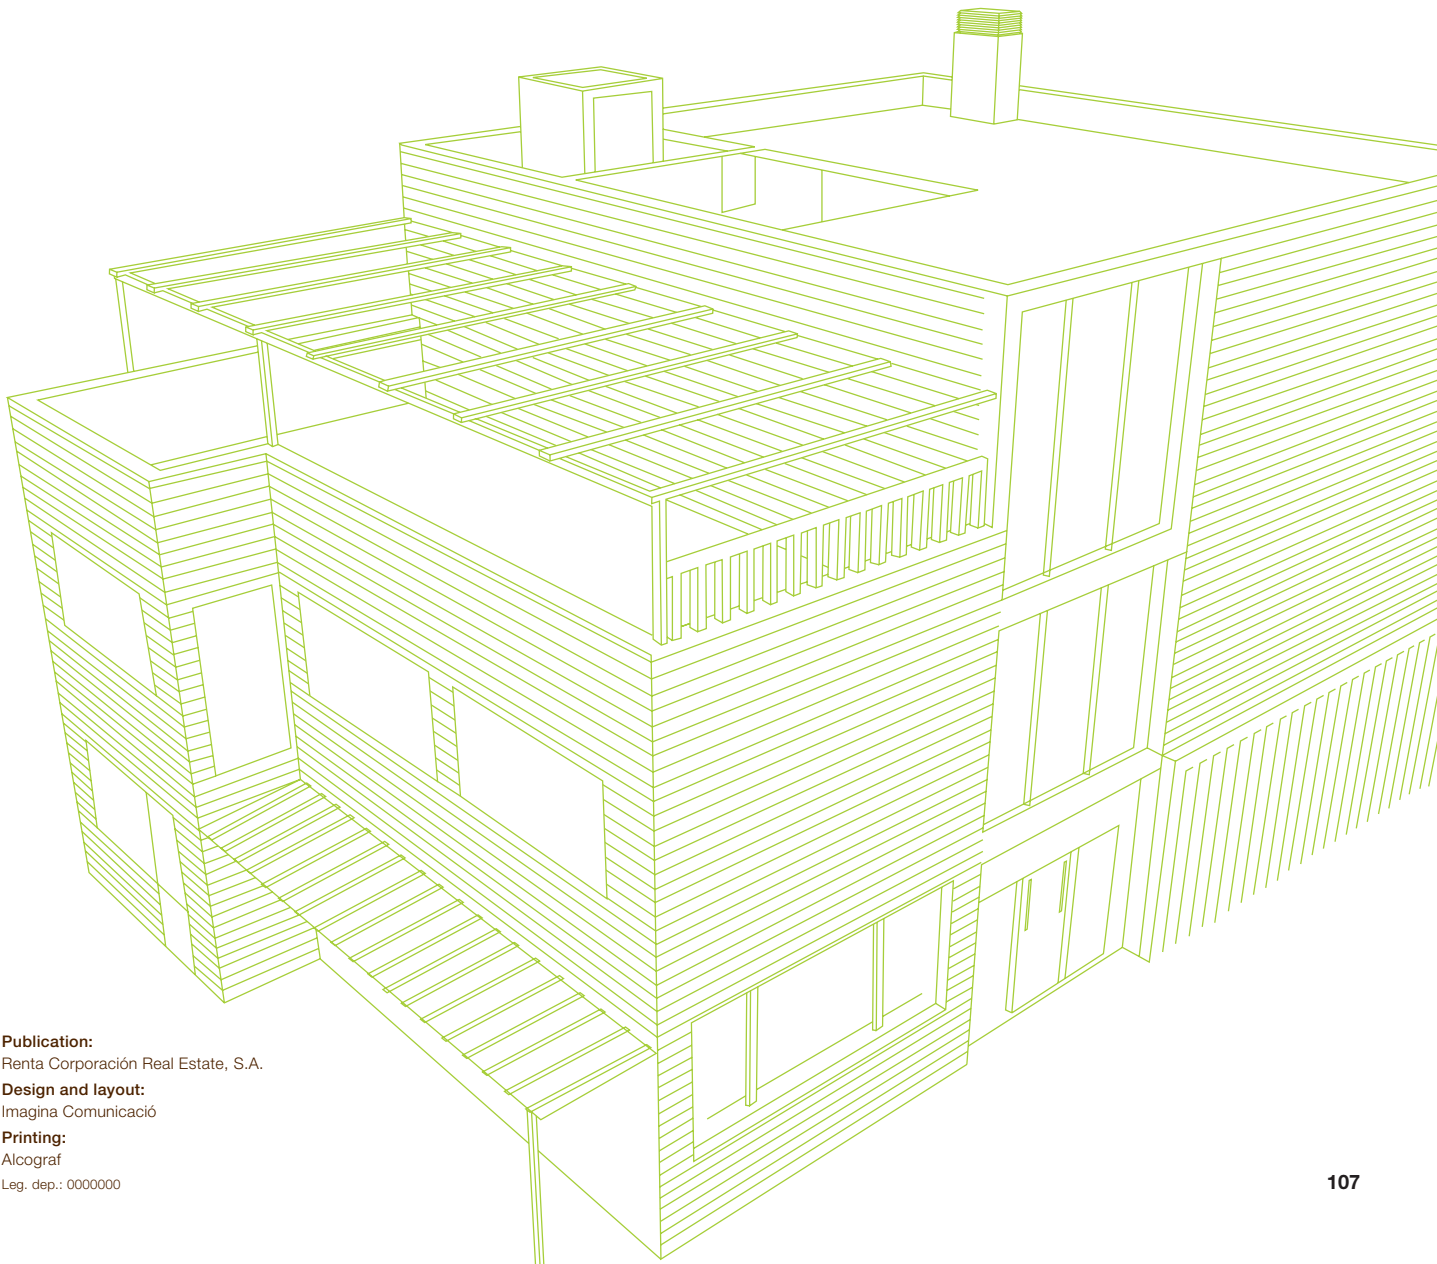 Publication:
Renta Corporación Real Estate, S.A.
Design and layout:
Imagina Comunicació
Printing:
Alcograf
Leg. dep.: 0000000
107